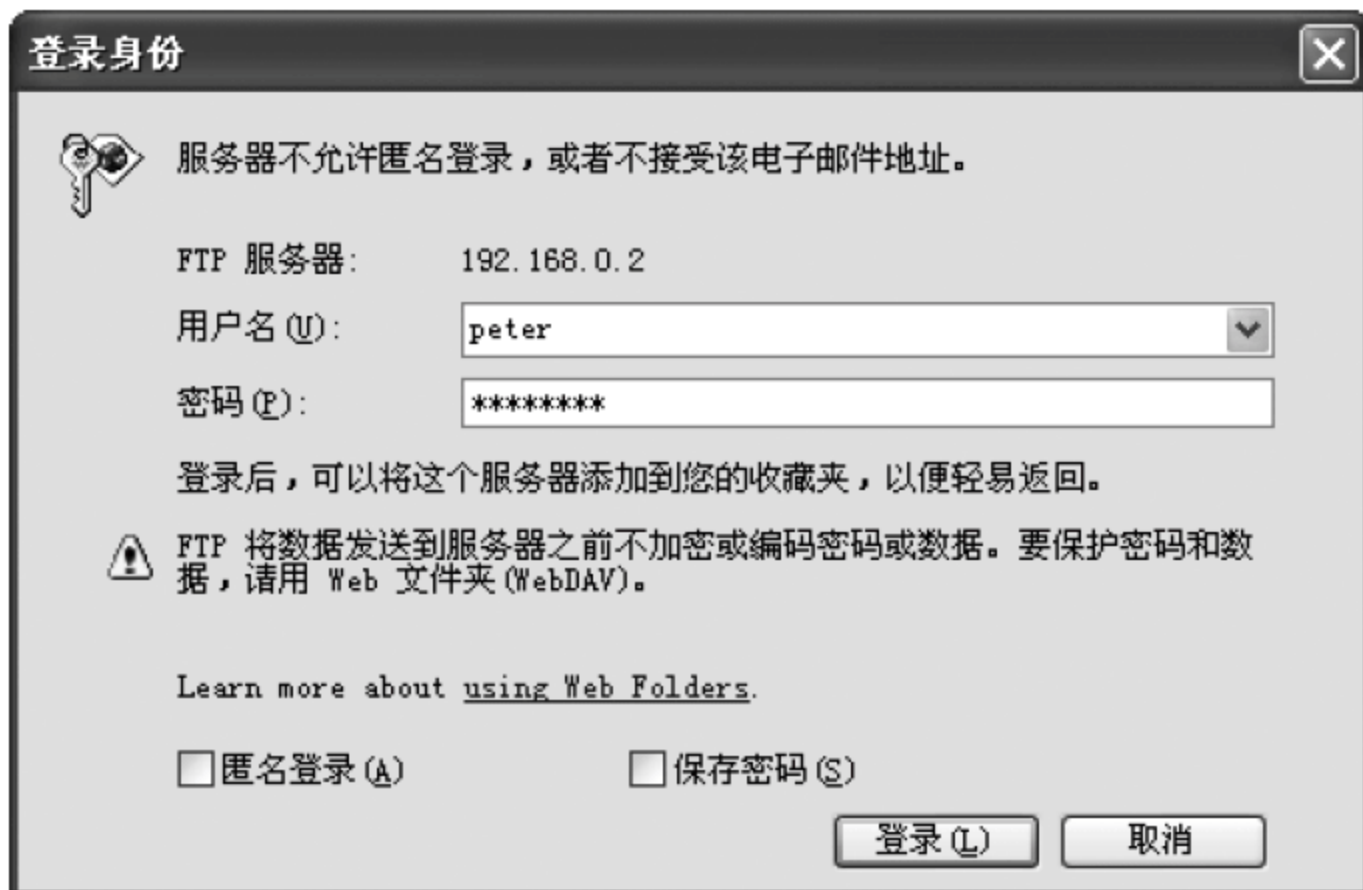 登录身份
服务器不允许匿名登录，或者不接受该电子邮件地址。
FTP 服务器: 192.168.0.2
用户名(U): peter
密码(P): ********
登录后，可以将这个服务器添加到您的收藏夹，以便轻易返回。
FTP 将数据发送到服务器之前不加密或编码密码或数据。要保护密码和数
据，请用 Web 文件夹(WebDAV)。
Learn more about using Web Folders.
匿名登录(A) 保存密码(S)
登录(L) 取消